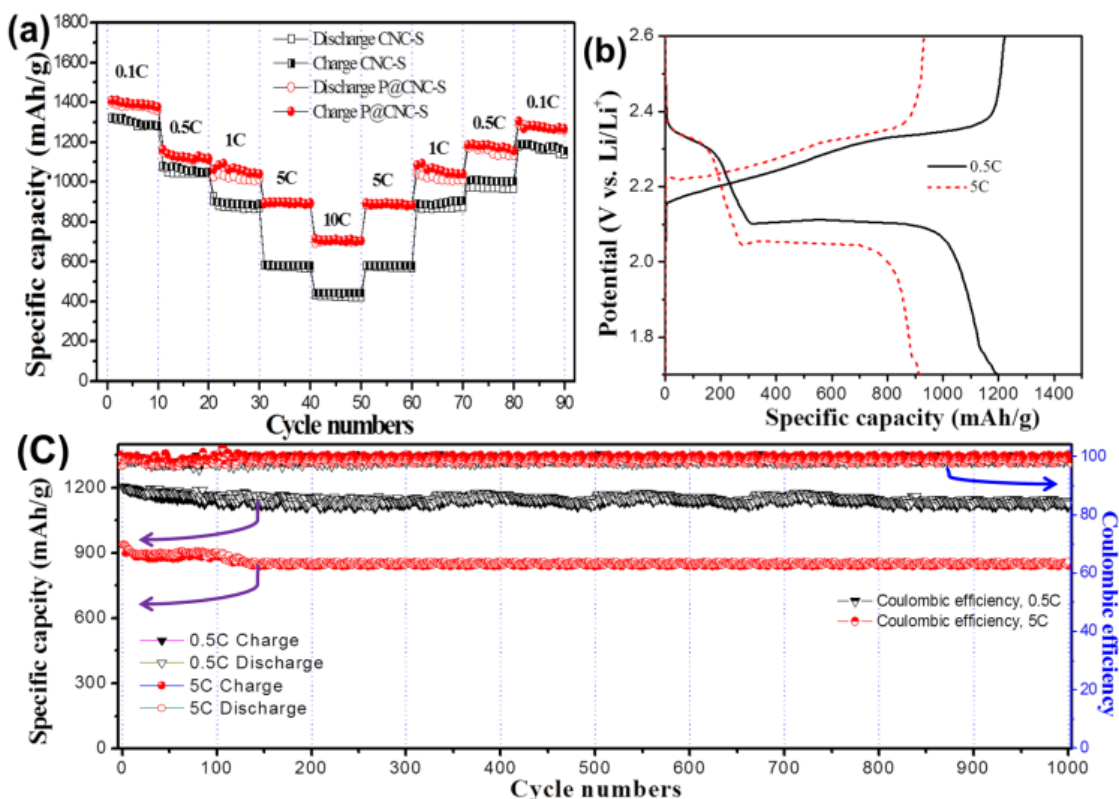 (a)
1800
1600
1400
1200
1000
800
600
400
200
0
Specific capacity (mAh/g)
Discharge CNC-S
Charge CNC-S
Discharge P@CNC-S
Charge P@CNC-S
0.1C
0.5C
1C
5C
10C
5C
1C
0.5C
0.1C
0 10 20 30 40 50 60 70 80 90
Cycle numbers
(b)
2.6
2.4
2.2
2.0
1.8
Potential (V vs. Li/Li⁺)
0.5C
5C
0 200 400 600 800 1000 1200 1400
Specific capacity (mAh/g)
(C)
1200
900
600
300
0
Specific capcity (mAh/g)
0.5C Charge
0.5C Discharge
5C Charge
5C Discharge
Coulombic efficiency, 0.5C
Coulombic efficiency, 5C
100
80
60
40
20
0
Coulombic efficiency
0 100 200 300 400 500 600 700 800 900 1000
Cycle numbers